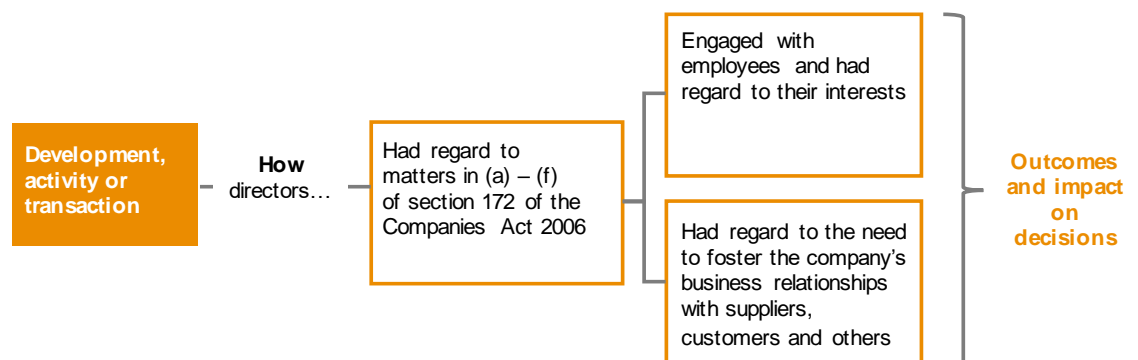 Development,
activity or
transaction
How
directors…
Had regard to
matters in (a) – (f)
of section 172 of the
Companies Act 2006
Engaged with
employees and had
regard to their interests
Had regard to the need
to foster the company’s
business relationships
with suppliers,
customers and others
Outcomes
and impact
on
decisions